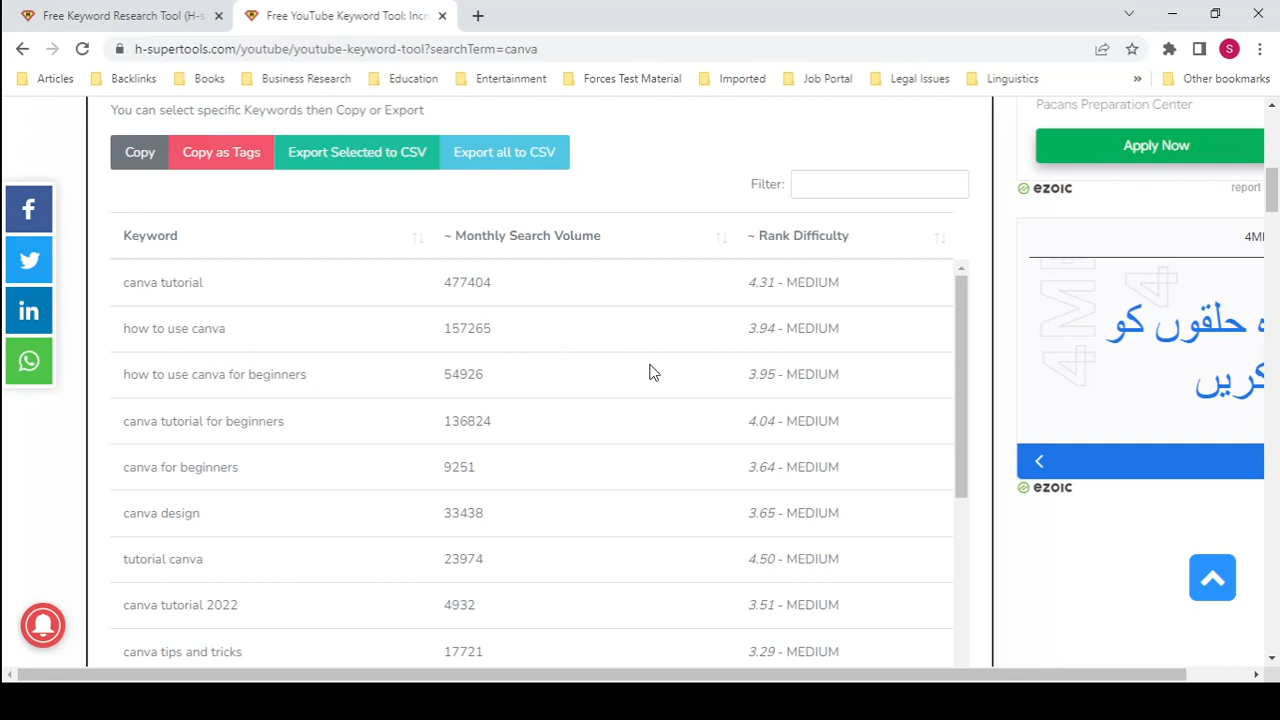 Free Keyword Research Tool (H-s
Free YouTube Keyword Tool: Incre
h-supertools.com/youtube/youtube-keyword-tool?searchTerm=canva
S
Articles
Backlinks
Books
Business Research
Education
Entertainment
Forces Test Material
Imported
Job Portal
Legal Issues
Linguistics
»
Other bookmarks
You can select specific Keywords then Copy or Export
Copy
Copy as Tags
Export Selected to CSV
Export all to CSV
Filter:
Keyword ~ Monthly Search Volume ~ Rank Difficulty
canva tutorial 477404 4.31 - MEDIUM
how to use canva 157265 3.94 - MEDIUM
how to use canva for beginners 54926 3.95 - MEDIUM
canva tutorial for beginners 136824 4.04 - MEDIUM
canva for beginners 9251 3.64 - MEDIUM
canva design 33438 3.65 - MEDIUM
tutorial canva 23974 4.50 - MEDIUM
canva tutorial 2022 4932 3.51 - MEDIUM
canva tips and tricks 17721 3.29 - MEDIUM
Pacans Preparation Center
Apply Now
ezoic
report
4M
حلقوں کو
کریں
ezoic